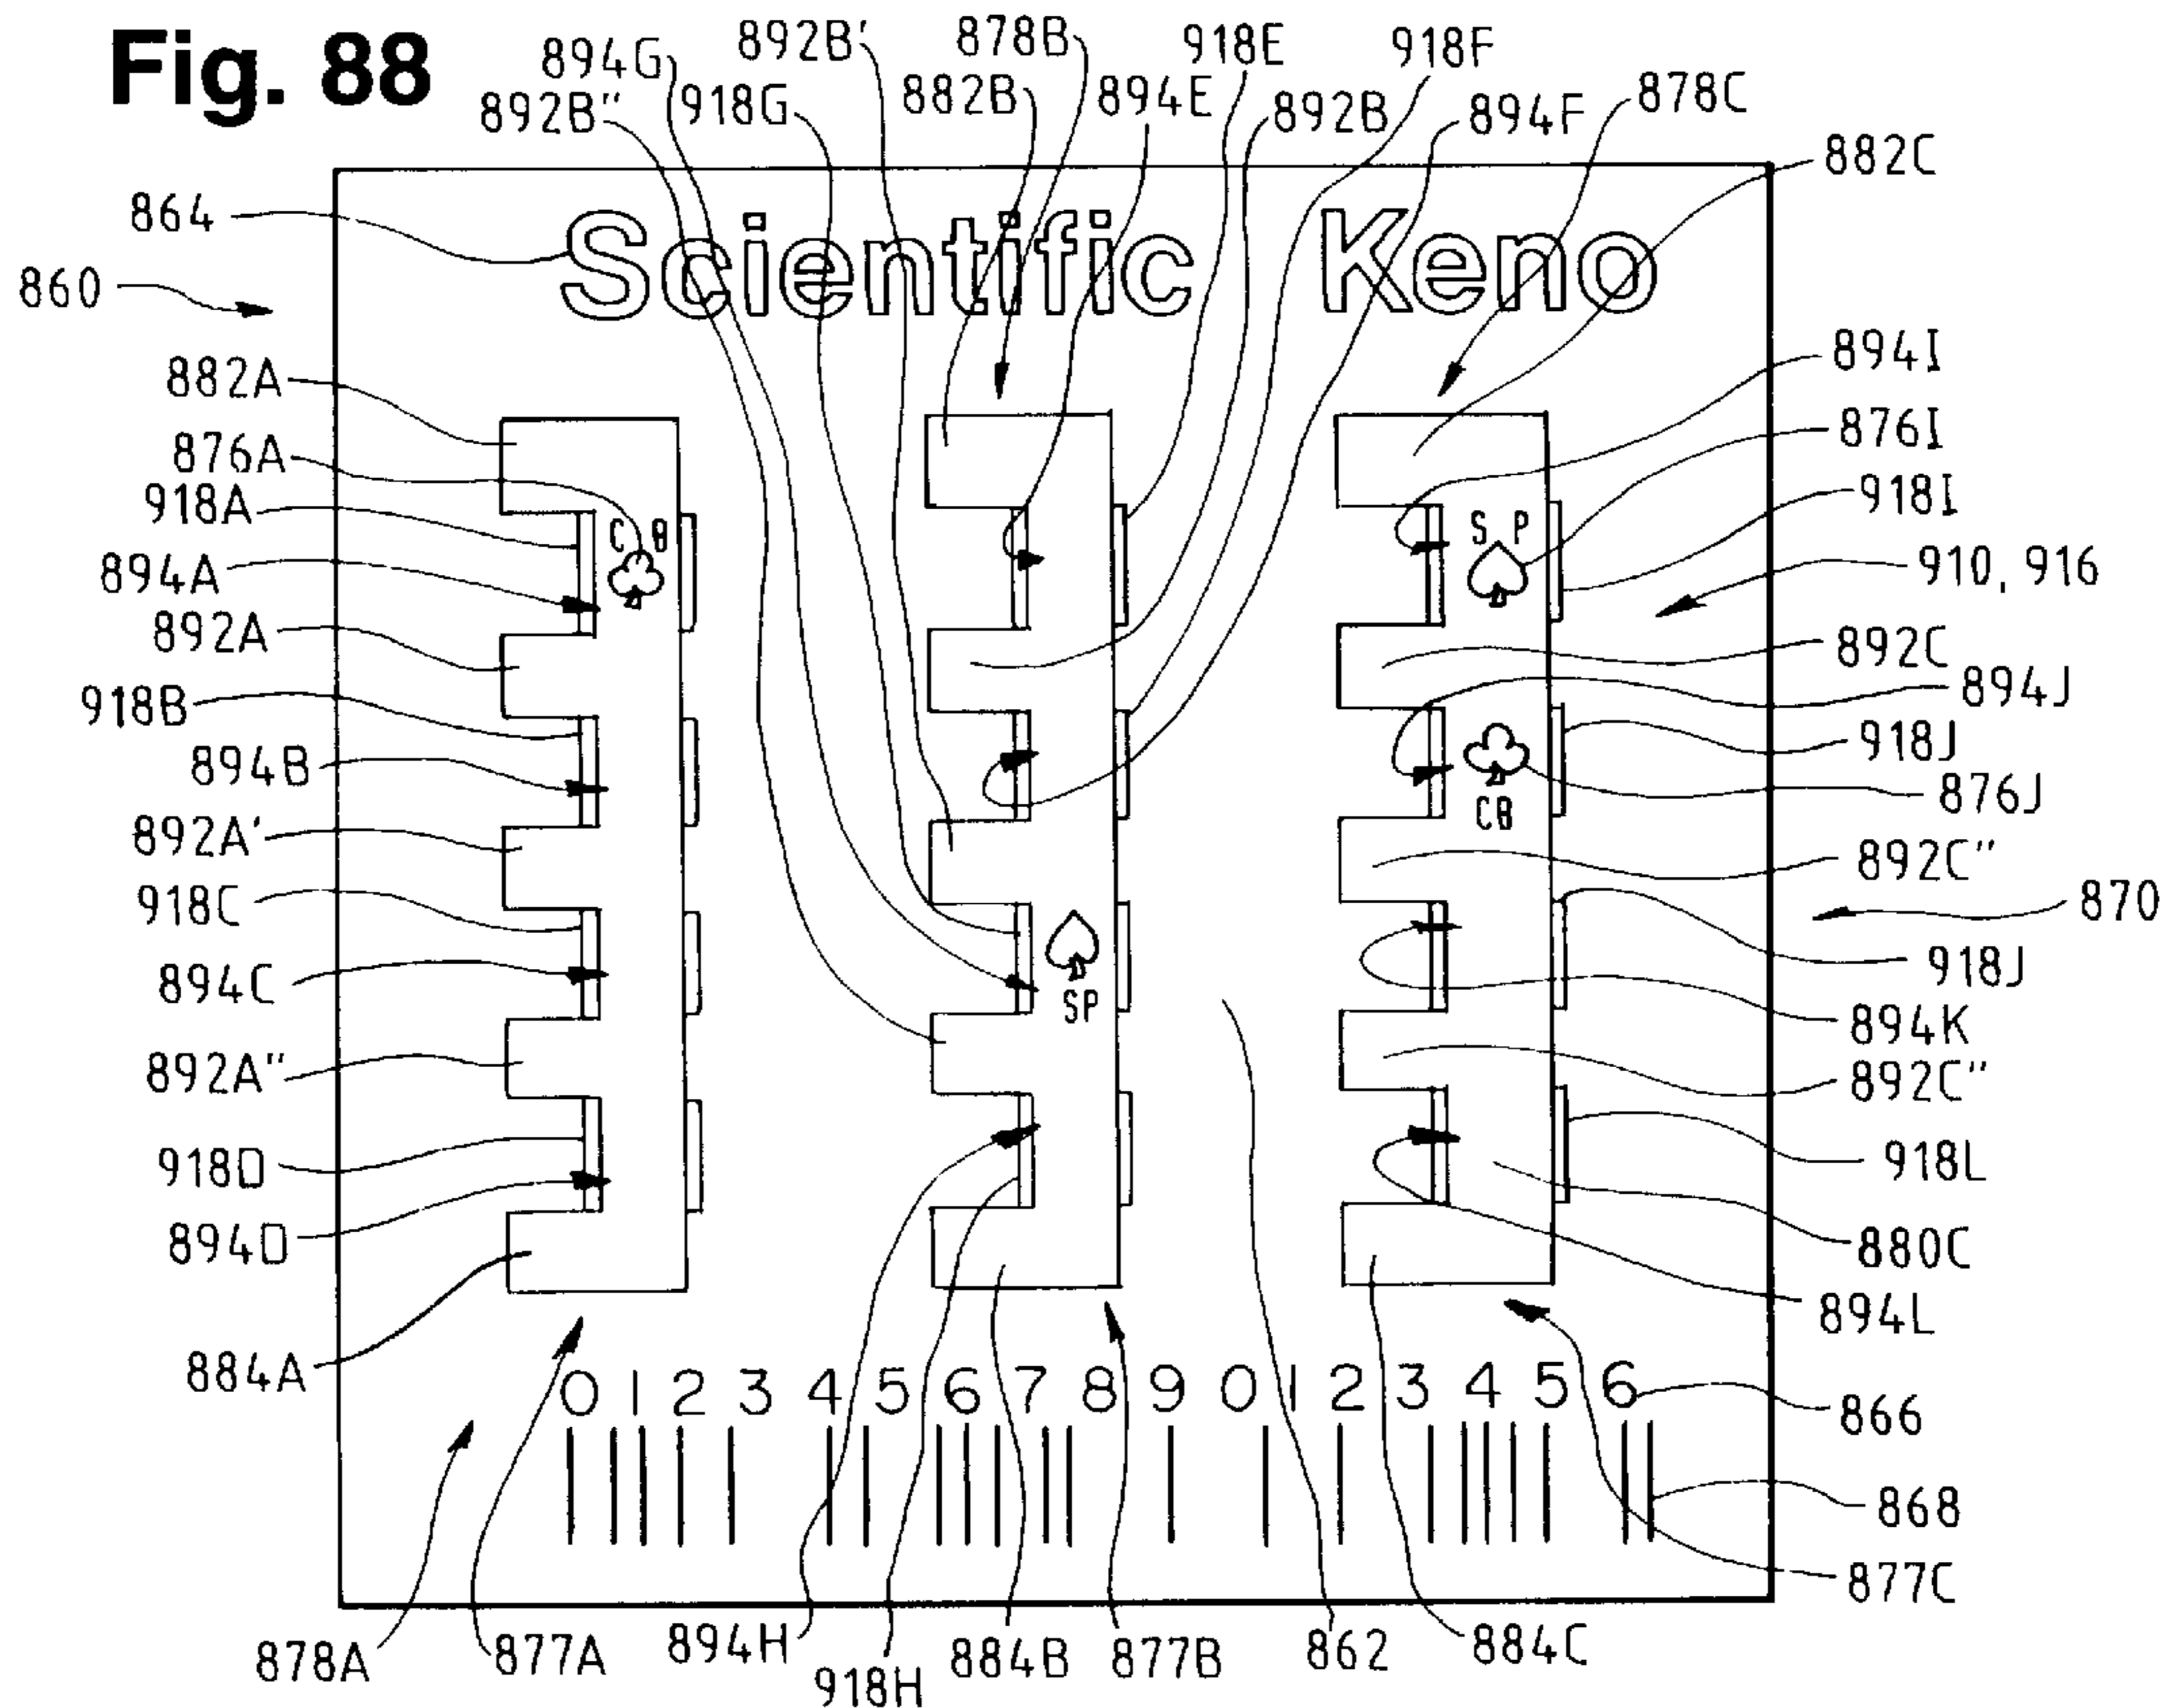 Fig. 88
894G 892B' 878B 918E 918F
892B" 918G 882B 894E 892B 894F 878C
882C
864 Scientific Keno
860
894I
882A
876I
876A
918I
918A C B S P
910, 916
894A
892A 892C
894J
918B
918J
894B
876J
CB
892A'
892C"
918C 870
918J
894C SP
894K
892A" 892C"
918D 918L
894D 880C
894L
884A 0 1 2 3 4 5 6 7 8 9 0 1 2 3 4 5 6
866
868
877C
878A 877A 894H 918H 884B 877B 862 884C